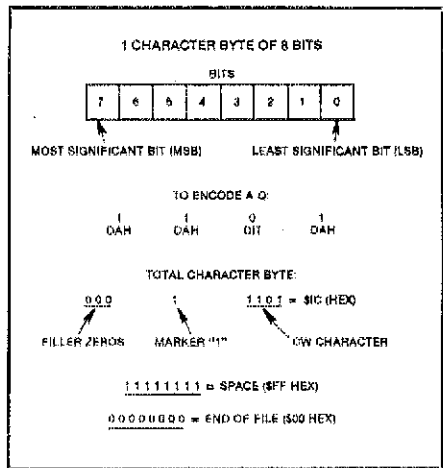 1 CHARACTER BYTE OF 8 BITS
BITS
7 6 5 4 3 2 1 0
MOST SIGNIFICANT BIT (MSB) LEAST SIGNIFICANT BIT (LSB)
TO ENCODE A Q:
1 1 0 1
DAH DAH DIT DAH
TOTAL CHARACTER BYTE:
0 0 0 1 1 1 0 1 = $IC (HEX)
FILLER ZEROS MARKER "1" CW CHARACTER
1 1 1 1 1 1 1 1 = SPACE ($FF HEX)
0 0 0 0 0 0 0 0 = END OF FILE ($00 HEX)